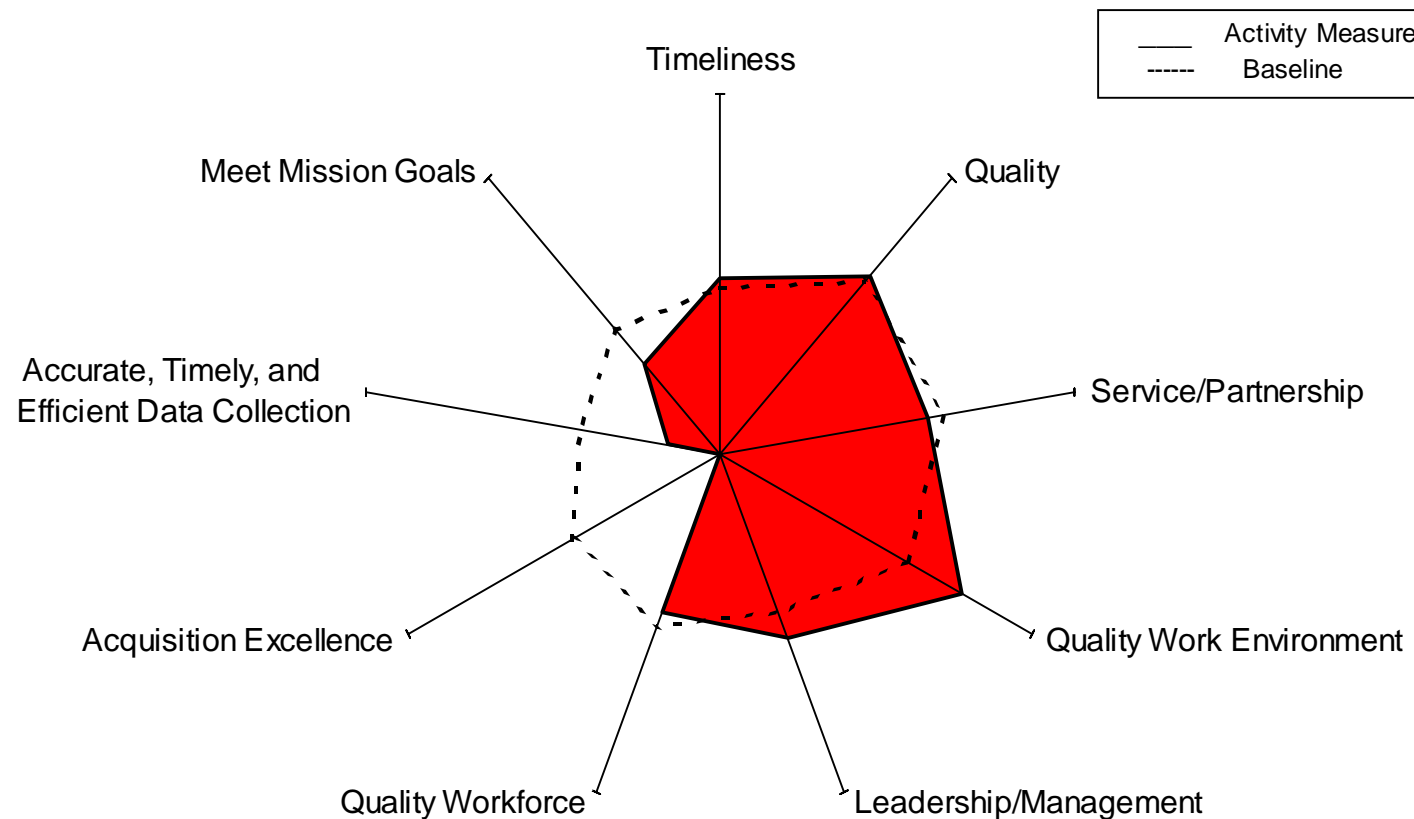 ____ Activity Measure
------ Baseline
Timeliness
Meet Mission Goals
Quality
Accurate, Timely, and
Efficient Data Collection
Service/Partnership
Acquisition Excellence
Quality Work Environment
Quality Workforce
Leadership/Management